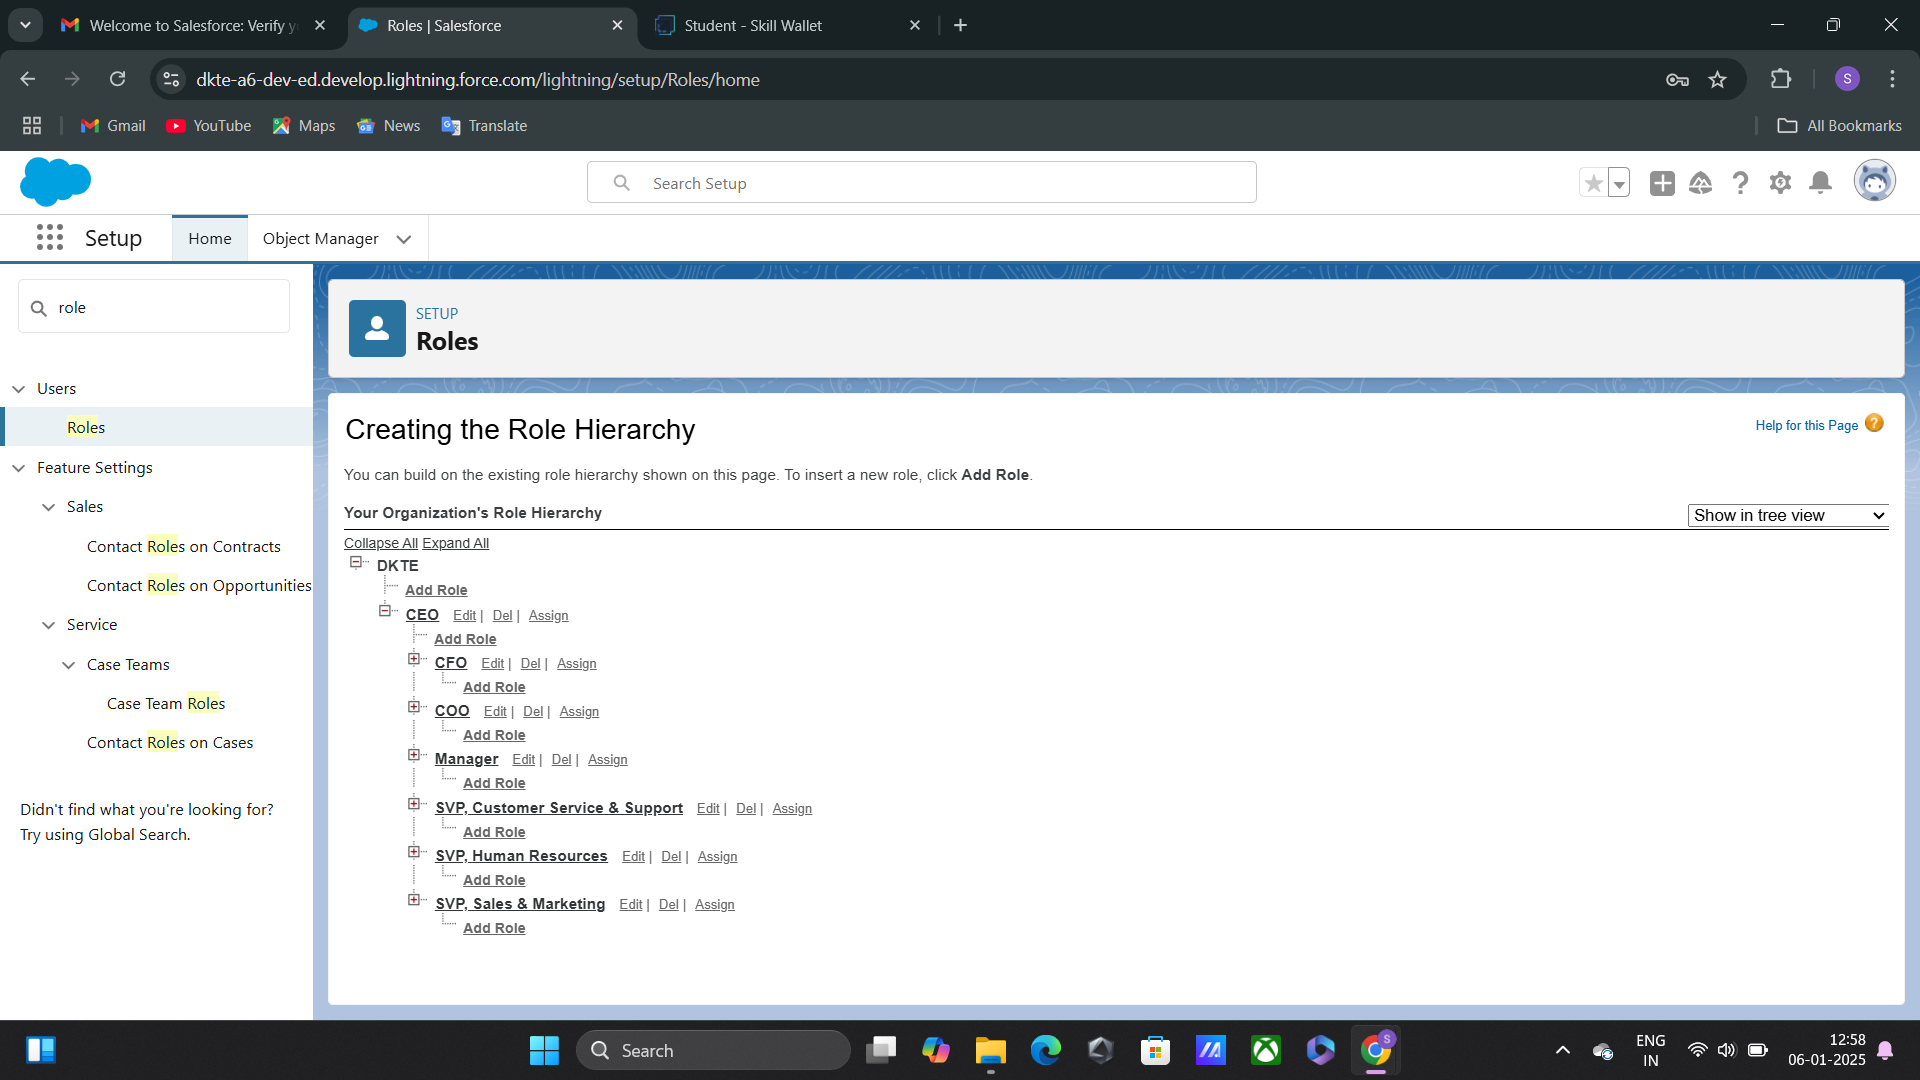 Welcome to Salesforce: Verify y
Roles | Salesforce
Student - Skill Wallet
dkte-a6-dev-ed.develop.lightning.force.com/lightning/setup/Roles/home
S
Gmail
YouTube
Maps
News
Translate
All Bookmarks
Search Setup
Setup
Home
Object Manager
role
Users
Roles
Feature Settings
Sales
Contact Roles on Contracts
Contact Roles on Opportunities
Service
Case Teams
Case Team Roles
Contact Roles on Cases
Didn't find what you're looking for?
Try using Global Search.
SETUP
Roles
Creating the Role Hierarchy
Help for this Page ?
You can build on the existing role hierarchy shown on this page. To insert a new role, click Add Role.
Your Organization's Role Hierarchy
Show in tree view
Collapse All Expand All
DKTE
Add Role
CEO Edit | Del | Assign
Add Role
CFO Edit | Del | Assign
Add Role
COO Edit | Del | Assign
Add Role
Manager Edit | Del | Assign
Add Role
SVP, Customer Service & Support Edit | Del | Assign
Add Role
SVP, Human Resources Edit | Del | Assign
Add Role
SVP, Sales & Marketing Edit | Del | Assign
Add Role
Search
S
ENG
IN
12:58
06-01-2025